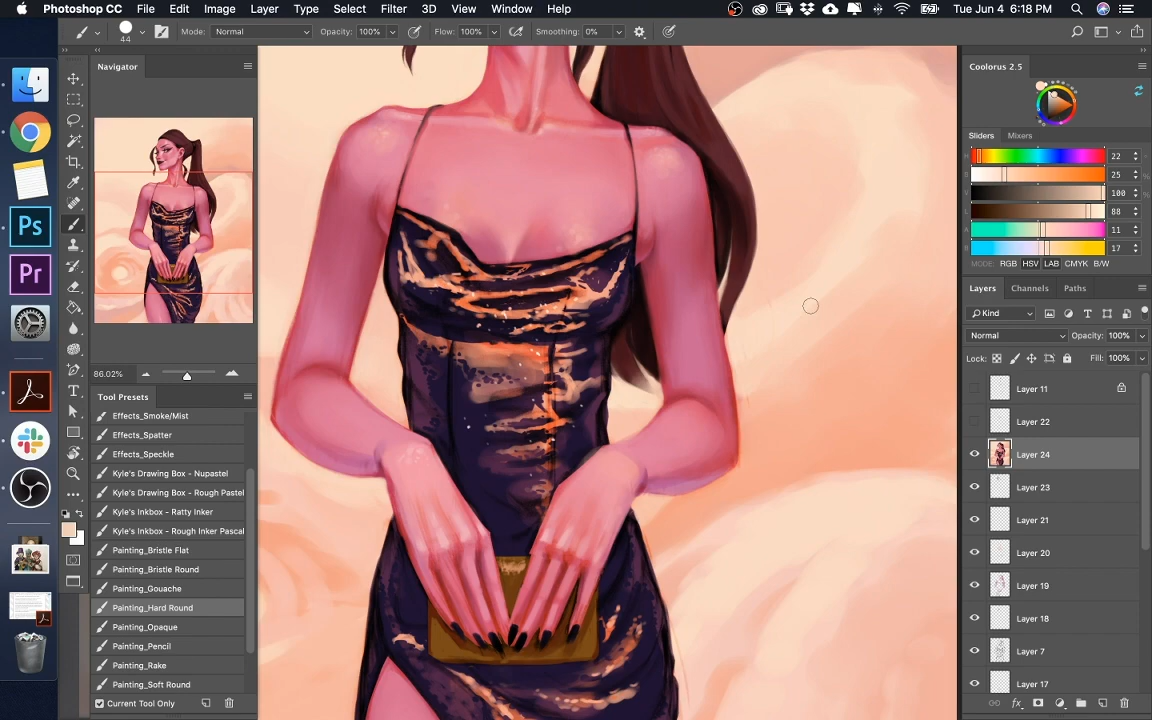 Photoshop CC File Edit Image Layer Type Select Filter 3D View Window Help Tue Jun 4 6:18 PM
44 Mode: Normal Opacity: 100% Flow: 100% Smoothing: 0%
Navigator
86.02%
Tool Presets
Effects_Smoke/Mist
Effects_Spatter
Effects_Speckle
Kyle's Drawing Box - Nupastel
Kyle's Drawing Box - Rough Pastel
Kyle's Inkbox - Ratty Inker
Kyle's Inkbox - Rough Inker Pascal
Painting_Bristle Flat
Painting_Bristle Round
Painting_Gouache
Painting_Hard Round
Painting_Opaque
Painting_Pencil
Painting_Rake
Painting_Soft Round
Current Tool Only
Ps
Pr
T
Coolorus 2.5
Sliders Mixers
22
25
100
88
11
17
MODE: RGB HSV LAB CMYK B/W
Layers Channels Paths
Kind
Normal Opacity: 100%
Lock: Fill: 100%
Layer 11
Layer 22
Layer 24
Layer 23
Layer 21
Layer 20
Layer 19
Layer 18
Layer 7
Layer 17
fx